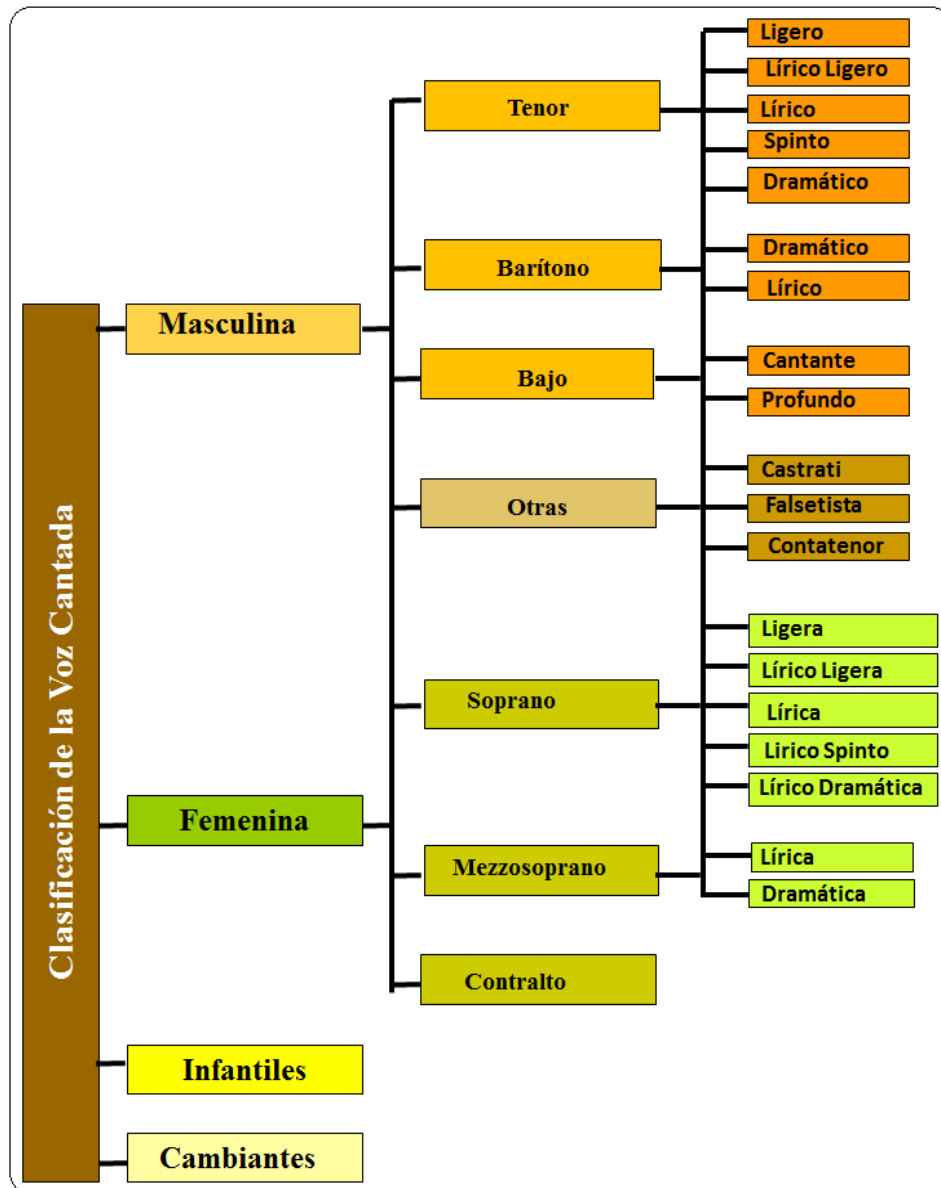 Clasificación de la Voz Cantada
Masculina
Tenor
Ligero
Lírico Ligero
Lírico
Spinto
Dramático
Barítono
Dramático
Lírico
Bajo
Cantante
Profundo
Otras
Castrati
Falsetista
Contatenor
Femenina
Soprano
Ligera
Lírico Ligera
Lírica
Lirico Spinto
Lírico Dramática
Mezzosoprano
Lírica
Dramática
Contralto
Infantiles
Cambiantes